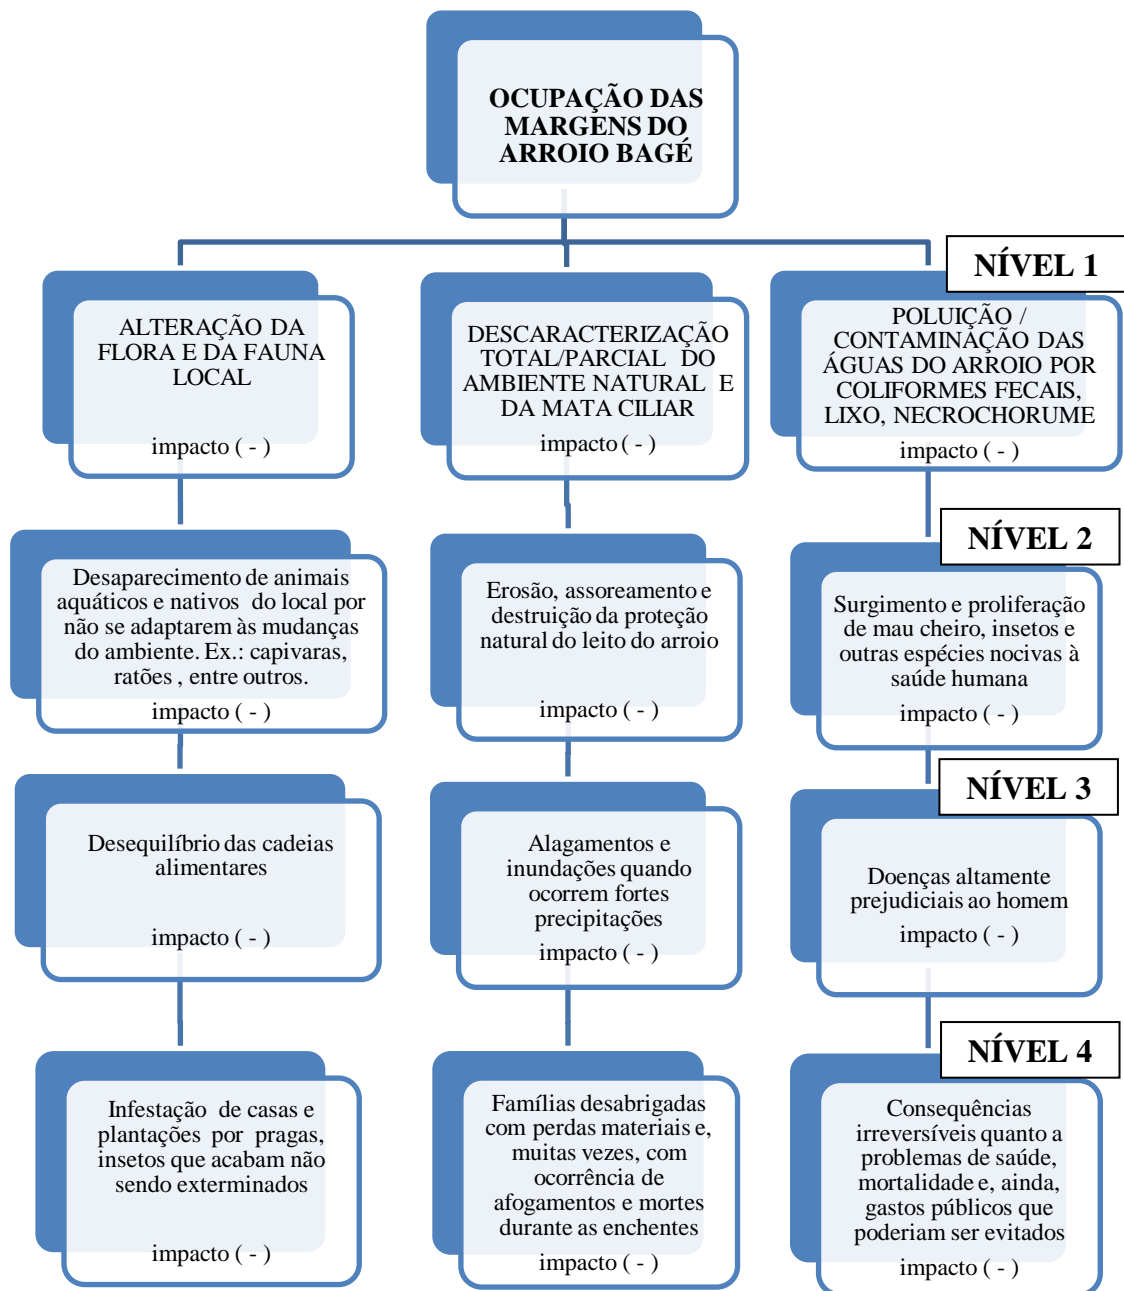 OCUPAÇÃO DAS
MARGENS DO
ARROIO BAGÉ
NÍVEL 1
ALTERAÇÃO DA
FLORA E DA FAUNA
LOCAL
impacto ( - )
DESCARACTERIZAÇÃO
TOTAL/PARCIAL DO
AMBIENTE NATURAL E
DA MATA CILIAR
impacto ( - )
POLUIÇÃO /
CONTAMINAÇÃO DAS
ÁGUAS DO ARROIO POR
COLIFORMES FECAIS,
LIXO, NECROCHORUME
impacto ( - )
NÍVEL 2
Desaparecimento de animais
aquáticos e nativos do local por
não se adaptarem às mudanças
do ambiente. Ex.: capivaras,
ratões , entre outros.
impacto ( - )
Erosão, assoreamento e
destruição da proteção
natural do leito do arroio
impacto ( - )
Surgimento e proliferação
de mau cheiro, insetos e
outras espécies nocivas à
saúde humana
impacto ( - )
NÍVEL 3
Desequilíbrio das cadeias
alimentares
impacto ( - )
Alagamentos e
inundações quando
ocorrem fortes
precipitações
impacto ( - )
Doenças altamente
prejudiciais ao homem
impacto ( - )
NÍVEL 4
Infestação de casas e
plantações por pragas,
insetos que acabam não
sendo exterminados
impacto ( - )
Famílias desabrigadas
com perdas materiais e,
muitas vezes, com
ocorrência de
afogamentos e mortes
durante as enchentes
impacto ( - )
Consequências
irreversíveis quanto a
problemas de saúde,
mortalidade e, ainda,
gastos públicos que
poderiam ser evitados
impacto ( - )